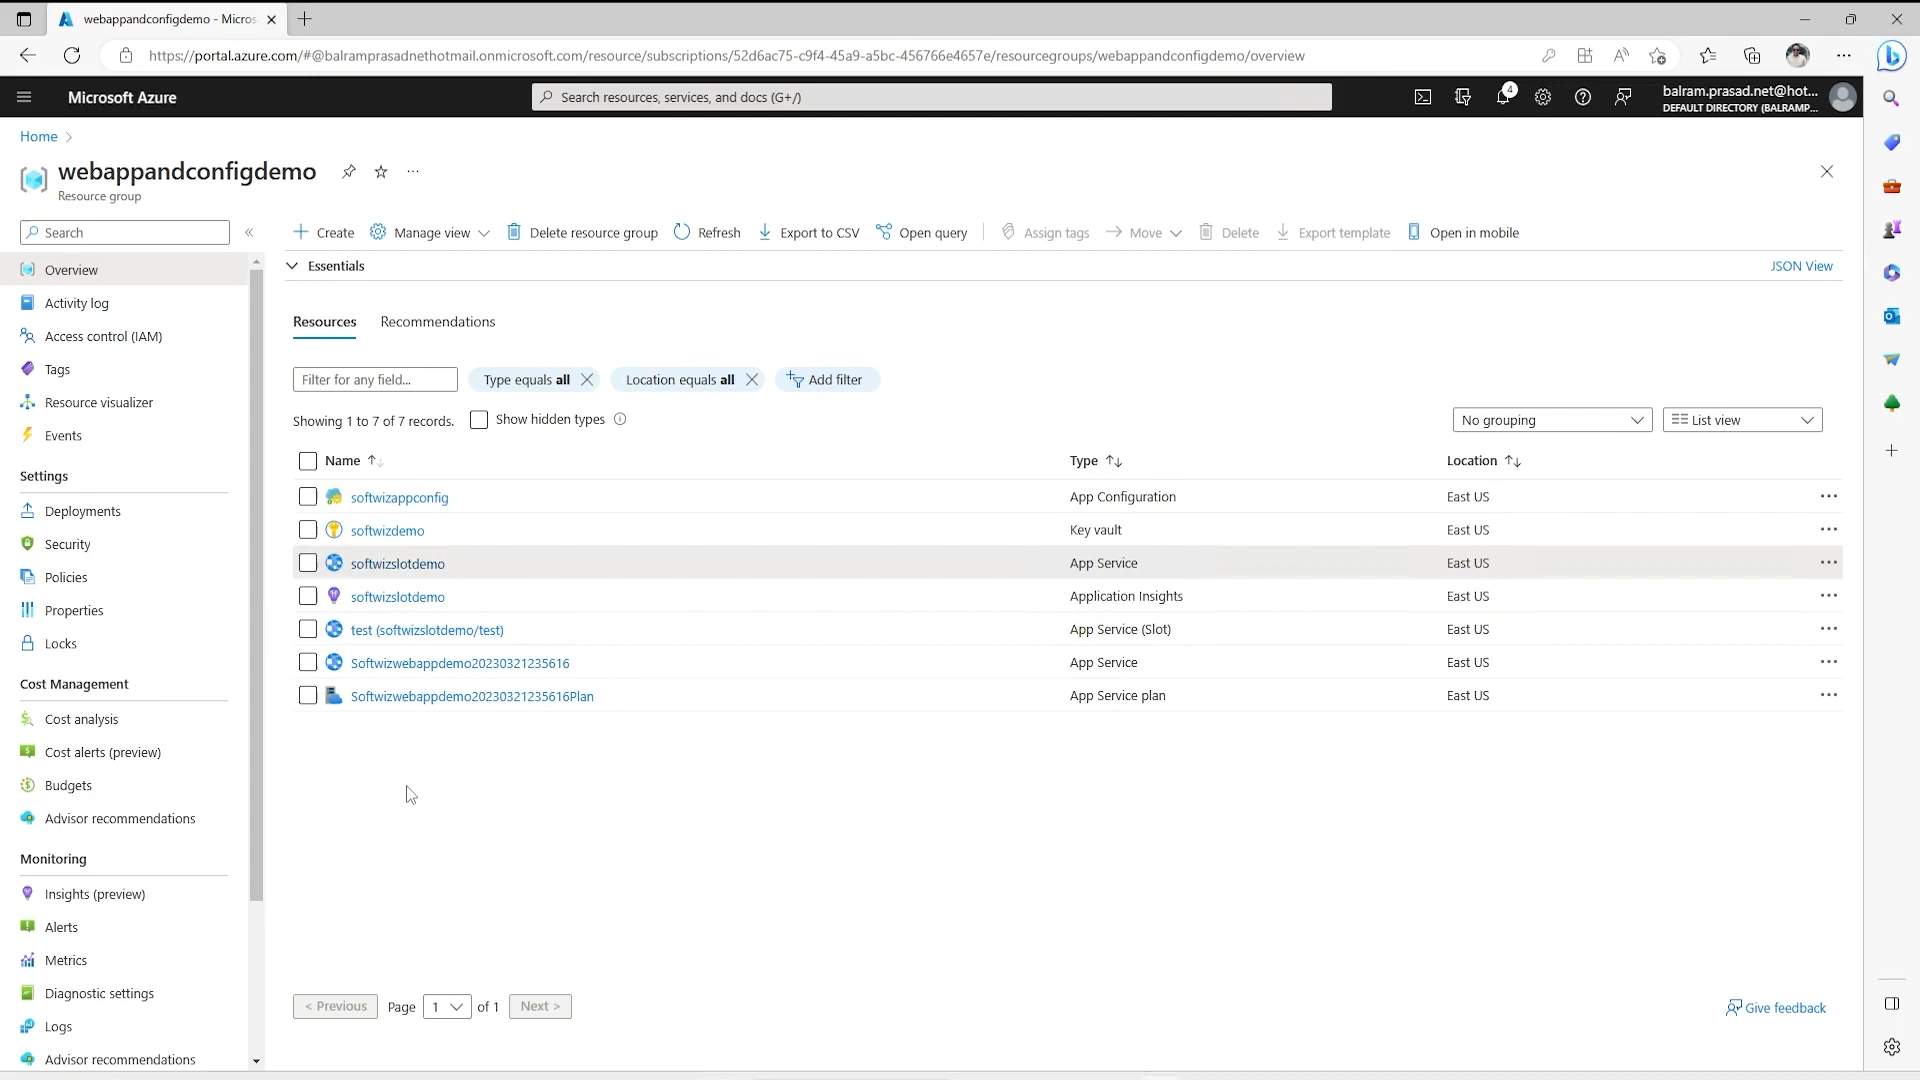 webappandconfigdemo - Micros
https://portal.azure.com/#@balramprasadnethotmail.onmicrosoft.com/resource/subscriptions/52d6ac75-c9f4-45a9-a5bc-456766e4657e/resourcegroups/webappandconfigdemo/overview
Microsoft Azure
Search resources, services, and docs (G+/)
4
balram.prasad.net@hot...
DEFAULT DIRECTORY (BALRAMP...
Home
webappandconfigdemo
Resource group
Search
Create
Manage view
Delete resource group
Refresh
Export to CSV
Open query
Assign tags
Move
Delete
Export template
Open in mobile
Overview
Activity log
Access control (IAM)
Tags
Resource visualizer
Events
Settings
Deployments
Security
Policies
Properties
Locks
Cost Management
Cost analysis
Cost alerts (preview)
Budgets
Advisor recommendations
Monitoring
Insights (preview)
Alerts
Metrics
Diagnostic settings
Logs
Advisor recommendations
Essentials
JSON View
Resources
Recommendations
Filter for any field...
Type equals all
Location equals all
Add filter
Showing 1 to 7 of 7 records.
Show hidden types
No grouping
List view
Name Type Location
softwizappconfig App Configuration East US
softwizdemo Key vault East US
softwizslotdemo App Service East US
softwizslotdemo Application Insights East US
test (softwizslotdemo/test) App Service (Slot) East US
Softwizwebappdemo20230321235616 App Service East US
Softwizwebappdemo20230321235616Plan App Service plan East US
< Previous Page 1 of 1 Next >
Give feedback